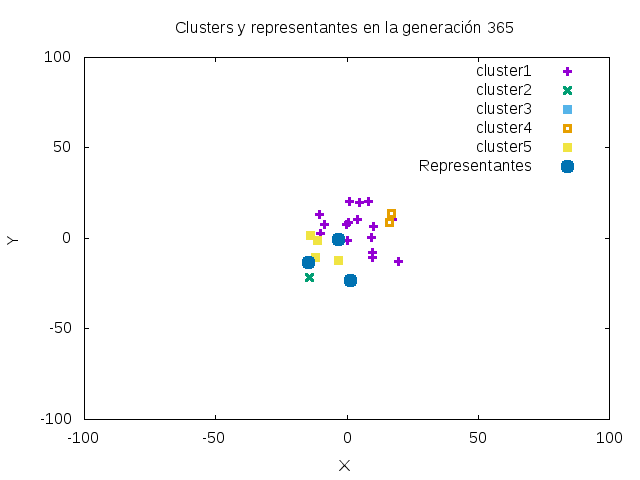 Clusters y representantes en la generación 365
100
50
0
-50
-100
-100
-50
0
50
100
Y
X
cluster1
cluster2
cluster3
cluster4
cluster5
Representantes